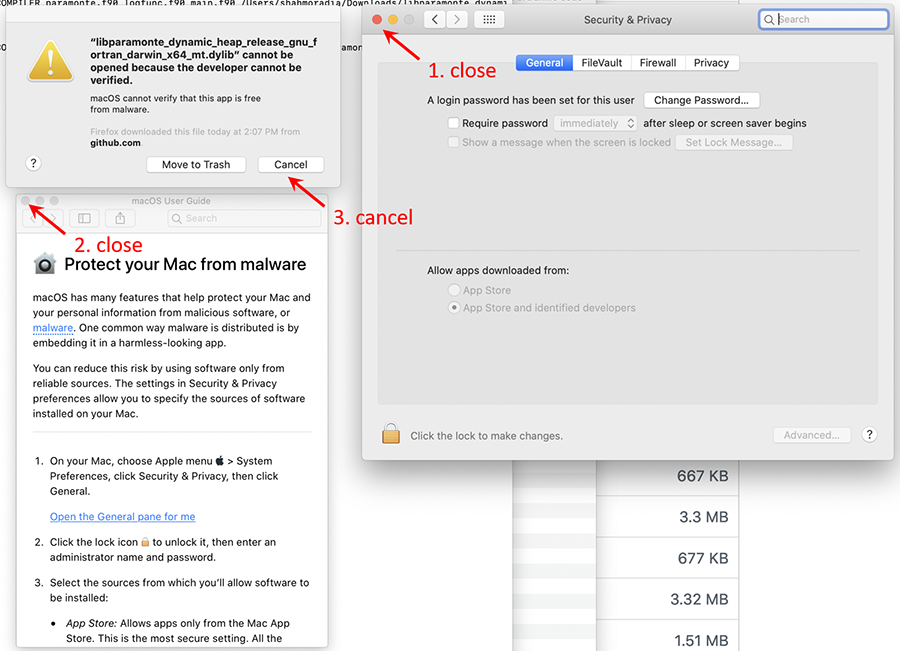 COMPILER paramonte.f90 logfunc.f90 main.f90 /Users/shahmoradia/Downloads/libparamonte_dynami
“libparamonte_dynamic_heap_release_gnu_f
ortran_darwin_x64_mt.dylib” cannot be
opened because the developer cannot be
verified.
macOS cannot verify that this app is free
from malware.
Firefox downloaded this file today at 2:07 PM from
github.com.
?
Move to Trash
Cancel
3. cancel
macOS User Guide
Search
2. close
Protect your Mac from malware
macOS has many features that help protect your Mac and
your personal information from malicious software, or
malware. One common way malware is distributed is by
embedding it in a harmless-looking app.
You can reduce this risk by using software only from
reliable sources. The settings in Security & Privacy
preferences allow you to specify the sources of software
installed on your Mac.
1. On your Mac, choose Apple menu > System
Preferences, click Security & Privacy, then click
General.
Open the General pane for me
2. Click the lock icon to unlock it, then enter an
administrator name and password.
3. Select the sources from which you’ll allow software to
be installed:
• App Store: Allows apps only from the Mac App
Store. This is the most secure setting. All the
Security & Privacy
Search
1. close
General FileVault Firewall Privacy
A login password has been set for this user Change Password...
Require password immediately after sleep or screen saver begins
Show a message when the screen is locked Set Lock Message...
Allow apps downloaded from:
App Store
App Store and identified developers
Click the lock to make changes.
Advanced...
?
667 KB
3.3 MB
677 KB
3.32 MB
1.51 MB